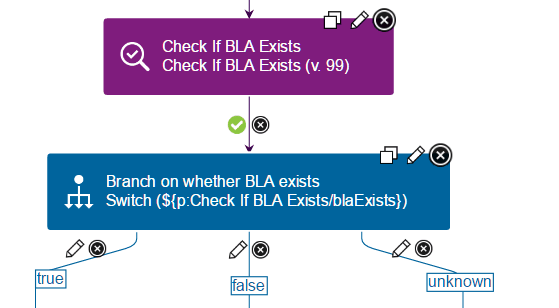 Check If BLA Exists
Check If BLA Exists (v. 99)
Branch on whether BLA exists
Switch (${p:Check If BLA Exists/blaExists})
true
false
unknown